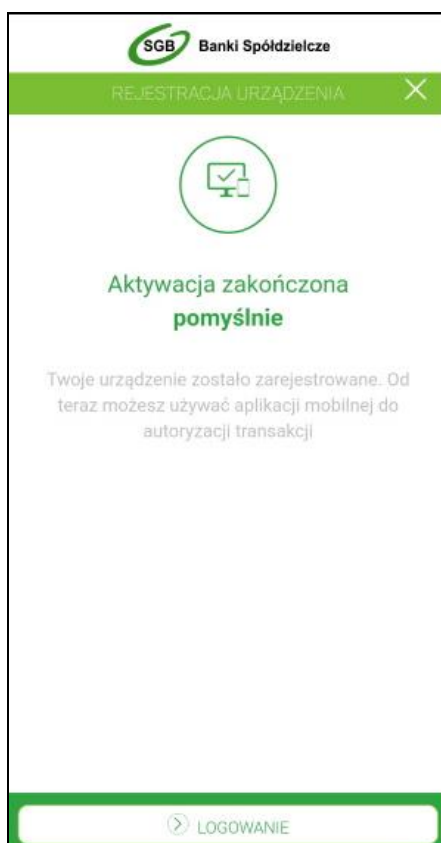 SGB Banki Spółdzielcze
REJESTRACJA URZĄDZENIA
Aktywacja zakończona
pomyślnie
Twoje urządzenie zostało zarejestrowane. Od
teraz możesz używać aplikacji mobilnej do
autoryzacji transakcji
LOGOWANIE